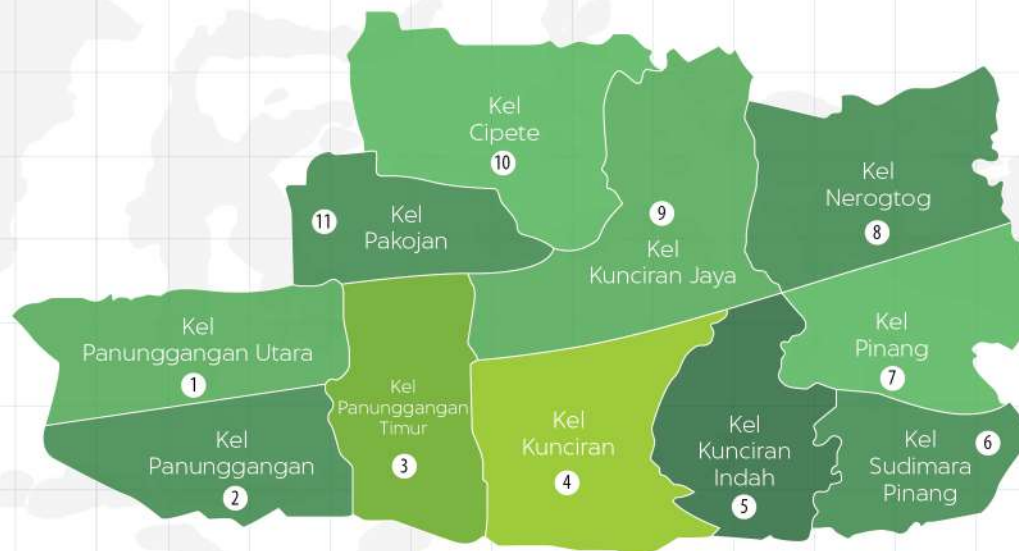 Kel
Cipete
10
Kel
Nerogtog
8
11
Kel
Pakojan
9
Kel
Kunciran Jaya
Kel
Panunggangan Utara
1
Kel
Pinang
7
Kel
Panunggangan
Timur
3
Kel
Kunciran
4
Kel
Kunciran
Indah
5
Kel
Sudimara
Pinang
6
Kel
Panunggangan
2